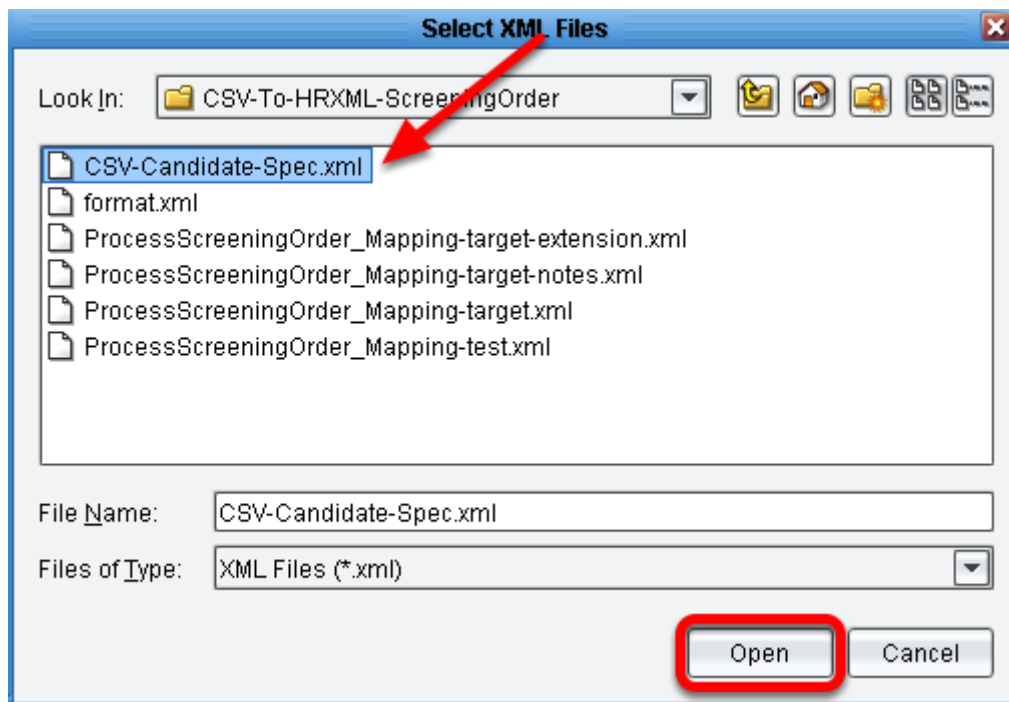 Select XML Files
Look In: CSV-To-HRXML-ScreeningOrder
CSV-Candidate-Spec.xml
format.xml
ProcessScreeningOrder_Mapping-target-extension.xml
ProcessScreeningOrder_Mapping-target-notes.xml
ProcessScreeningOrder_Mapping-target.xml
ProcessScreeningOrder_Mapping-test.xml
File Name: CSV-Candidate-Spec.xml
Files of Type: XML Files (*.xml)
Open Cancel